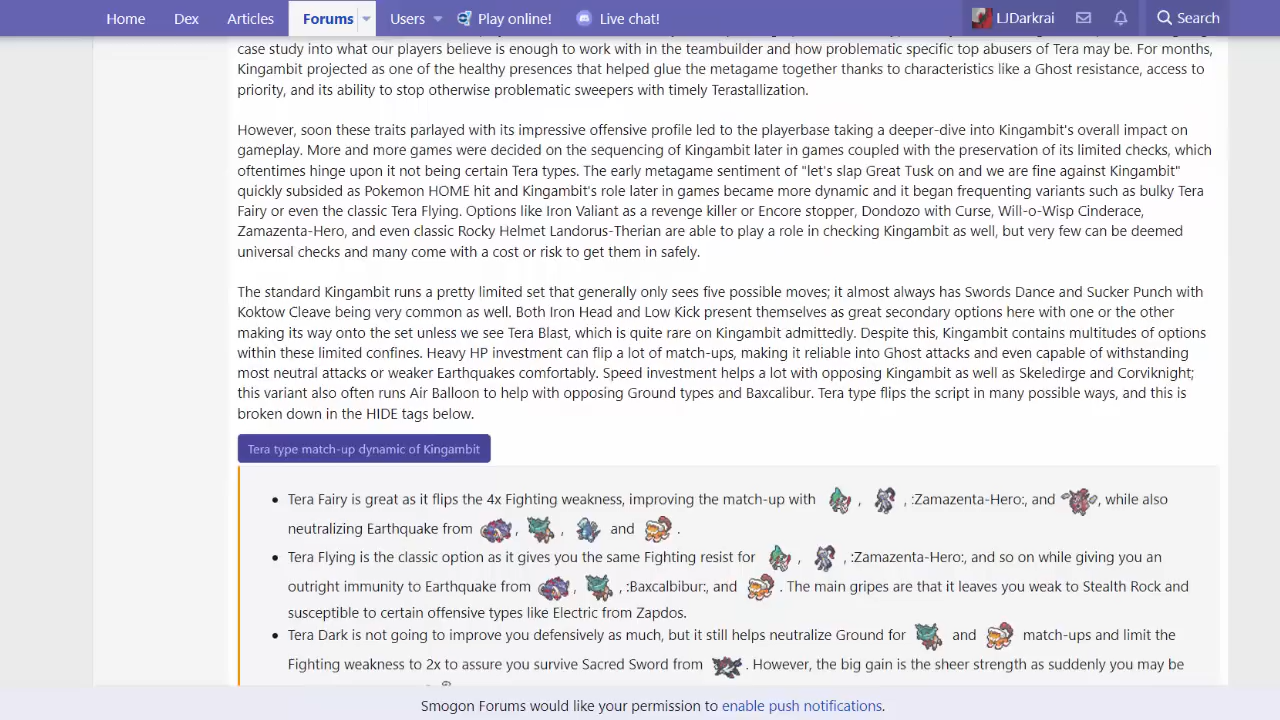 Home Dex Articles Forums Users Play online! Live chat! LJDarkrai Search
case study into what our players believe is enough to work with in the teambuilder and how problematic specific top abusers of Tera may be. For months,
Kingambit projected as one of the healthy presences that helped glue the metagame together thanks to characteristics like a Ghost resistance, access to
priority, and its ability to stop otherwise problematic sweepers with timely Terastallization.
However, soon these traits parlayed with its impressive offensive profile led to the playerbase taking a deeper-dive into Kingambit's overall impact on
gameplay. More and more games were decided on the sequencing of Kingambit later in games coupled with the preservation of its limited checks, which
oftentimes hinge upon it not being certain Tera types. The early metagame sentiment of "let's slap Great Tusk on and we are fine against Kingambit"
quickly subsided as Pokemon HOME hit and Kingambit's role later in games became more dynamic and it began frequenting variants such as bulky Tera
Fairy or even the classic Tera Flying. Options like Iron Valiant as a revenge killer or Encore stopper, Dondozo with Curse, Will-o-Wisp Cinderace,
Zamazenta-Hero, and even classic Rocky Helmet Landorus-Therian are able to play a role in checking Kingambit as well, but very few can be deemed
universal checks and many come with a cost or risk to get them in safely.
The standard Kingambit runs a pretty limited set that generally only sees five possible moves; it almost always has Swords Dance and Sucker Punch with
Koktow Cleave being very common as well. Both Iron Head and Low Kick present themselves as great secondary options here with one or the other
making its way onto the set unless we see Tera Blast, which is quite rare on Kingambit admittedly. Despite this, Kingambit contains multitudes of options
within these limited confines. Heavy HP investment can flip a lot of match-ups, making it reliable into Ghost attacks and even capable of withstanding
most neutral attacks or weaker Earthquakes comfortably. Speed investment helps a lot with opposing Kingambit as well as Skeledirge and Corviknight;
this variant also often runs Air Balloon to help with opposing Ground types and Baxcalibur. Tera type flips the script in many possible ways, and this is
broken down in the HIDE tags below.
Tera type match-up dynamic of Kingambit
• Tera Fairy is great as it flips the 4x Fighting weakness, improving the match-up with , , :Zamazenta-Hero:, and , while also
neutralizing Earthquake from , , and .
• Tera Flying is the classic option as it gives you the same Fighting resist for , , :Zamazenta-Hero:, and so on while giving you an
outright immunity to Earthquake from , , :Baxcalbibur:, and . The main gripes are that it leaves you weak to Stealth Rock and
susceptible to certain offensive types like Electric from Zapdos.
• Tera Dark is not going to improve you defensively as much, but it still helps neutralize Ground for and match-ups and limit the
Fighting weakness to 2x to assure you survive Sacred Sword from . However, the big gain is the sheer strength as suddenly you may be
Smogon Forums would like your permission to enable push notifications.